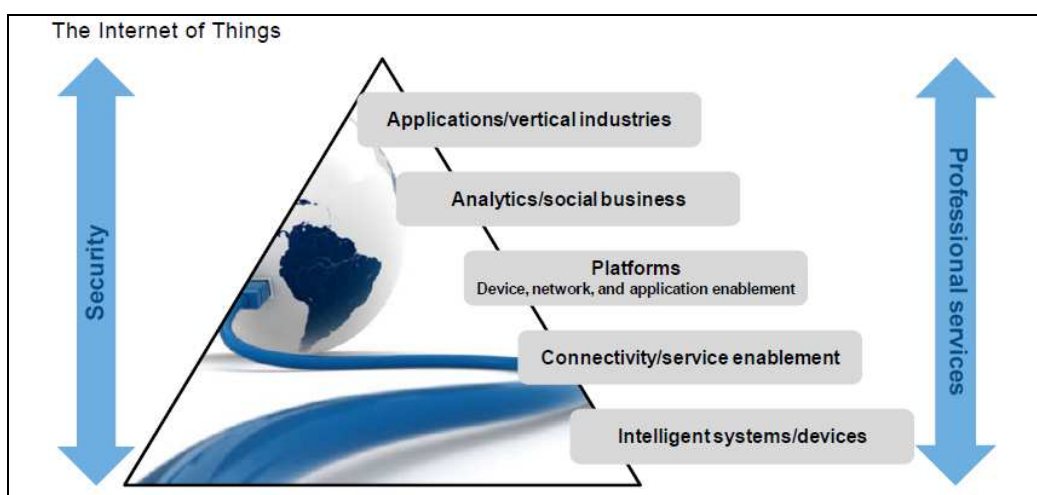 The Internet of Things
Applications/vertical industries
Analytics/social business
Platforms
Device, network, and application enablement
Connectivity/service enablement
Intelligent systems/devices
Security
Professional services